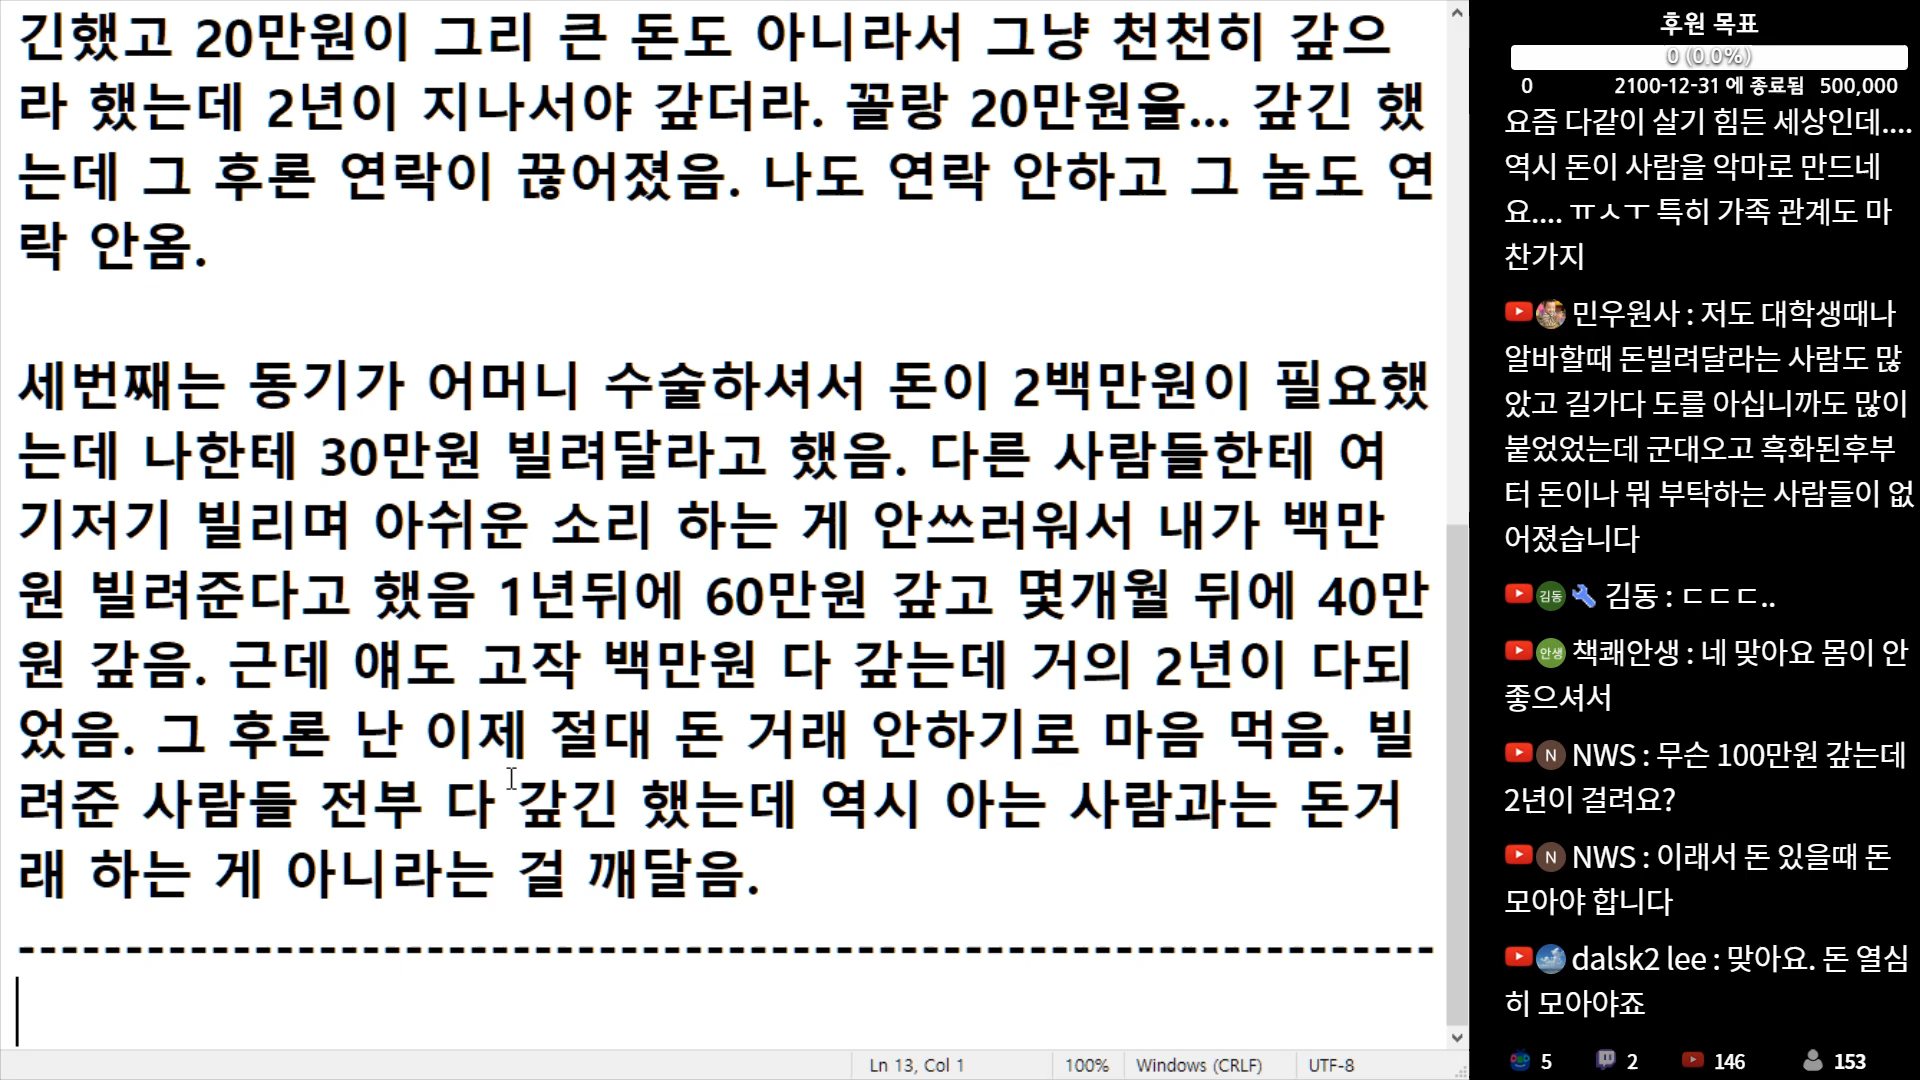 긴했고 20만원이 그리 큰 돈도 아니라서 그냥 천천히 갚으
라 했는데 2년이 지나서야 갚더라. 꼴랑 20만원을... 갚긴 했
는데 그 후론 연락이 끊어졌음. 나도 연락 안하고 그 놈도 연
락 안옴.
세번째는 동기가 어머니 수술하셔서 돈이 2백만원이 필요했
는데 나한테 30만원 빌려달라고 했음. 다른 사람들한테 여
기저기 빌리며 아쉬운 소리 하는 게 안쓰러워서 내가 백만
원 빌려준다고 했음 1년뒤에 60만원 갚고 몇개월 뒤에 40만
원 갚음. 근데 얘도 고작 백만원 다 갚는데 거의 2년이 다되
었음. 그 후론 난 이제 절대 돈 거래 안하기로 마음 먹음. 빌
려준 사람들 전부 다 갚긴 했는데 역시 아는 사람과는 돈거
래 하는 게 아니라는 걸 깨달음.
---------------------------------------------------------
Ln 13, Col 1
100%
Windows (CRLF)
UTF-8
후원 목표
0 (0.0%)
0 2100-12-31 에 종료됨 500,000
요즘 다같이 살기 힘든 세상인데....
역시 돈이 사람을 악마로 만드네
요.... ㅠㅅㅜ 특히 가족 관계도 마
찬가지
민우원사 : 저도 대학생때나
알바할때 돈빌려달라는 사람도 많
았고 길가다 도를 아십니까도 많이
붙었었는데 군대오고 흑화된후부
터 돈이나 뭐 부탁하는 사람들이 없
어졌습니다
김동 김동 : ㄷㄷㄷ..
안생 책쾌안생 : 네 맞아요 몸이 안
좋으셔서
N NWS : 무슨 100만원 갚는데
2년이 걸려요?
N NWS : 이래서 돈 있을때 돈
모아야 합니다
dalsk2 lee : 맞아요. 돈 열심
히 모아야죠
5 2 146 153